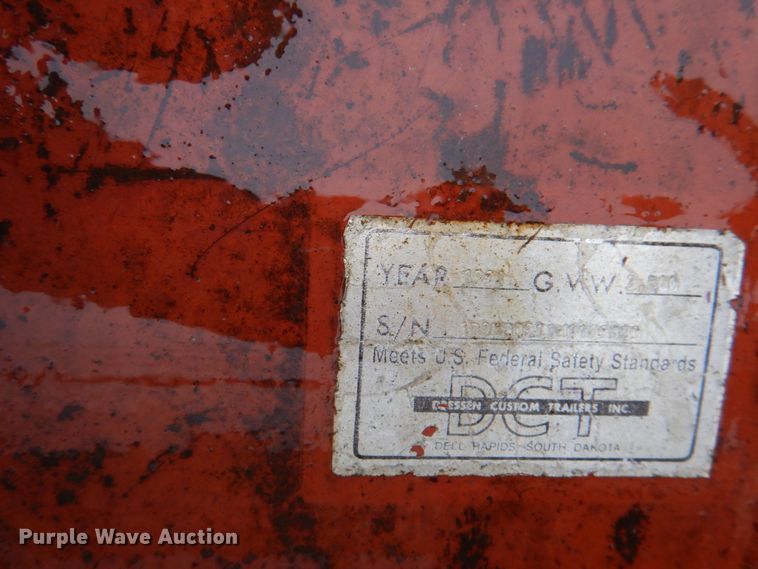 YEAR G.V.W.
S/N
Meets U.S. Federal Safety Standards
DCT
DRESSEN CUSTOM TRAILERS INC.
DELL RAPIDS SOUTH DAKOTA
Purple Wave Auction